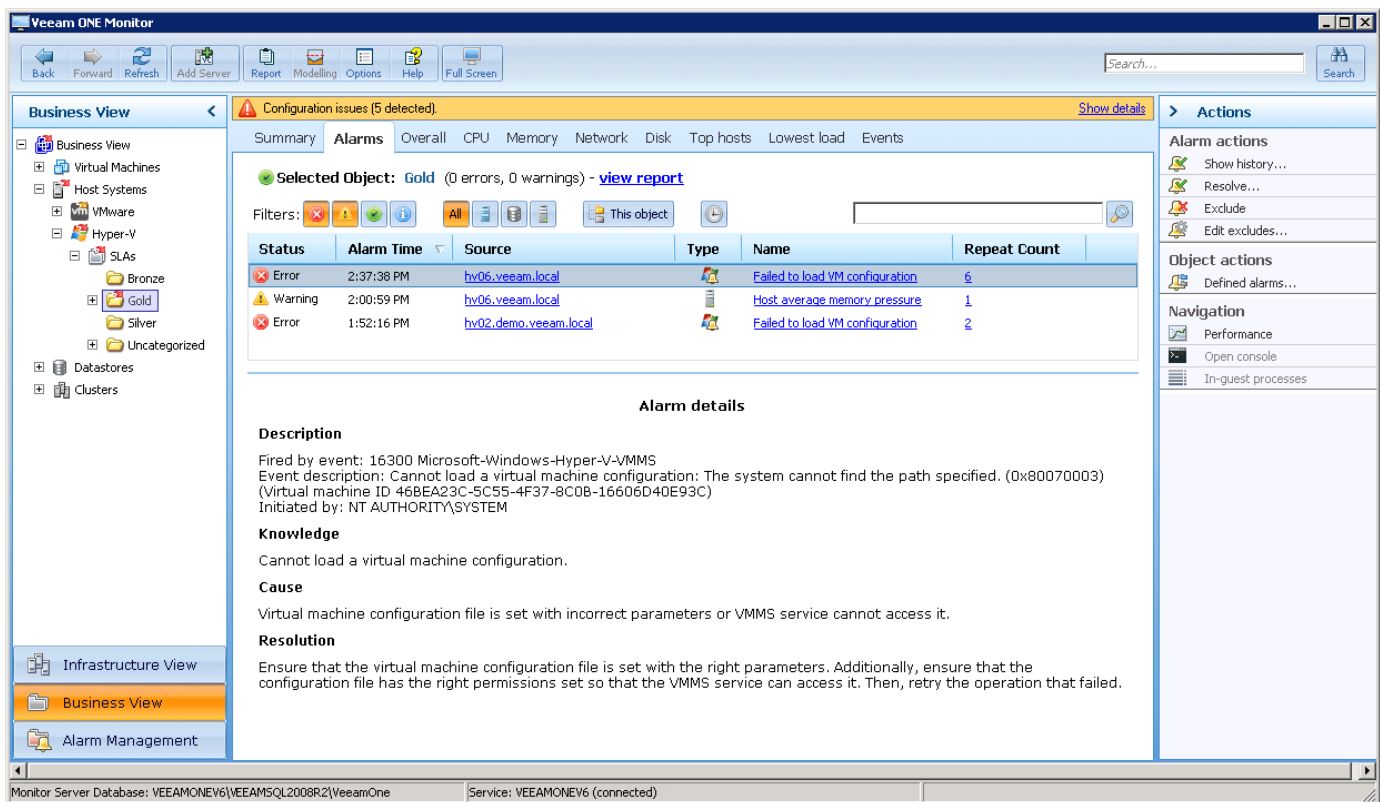 Veeam ONE Monitor
Back Forward Refresh Add Server Report Modelling Options Help Full Screen
Search... Search
Business View
Business View
Virtual Machines
Host Systems
VMware
Hyper-V
SLAs
Bronze
Gold
Silver
Uncategorized
Datastores
Clusters
Infrastructure View
Business View
Alarm Management
Configuration issues (5 detected). Show details
Summary Alarms Overall CPU Memory Network Disk Top hosts Lowest load Events
Selected Object: Gold (0 errors, 0 warnings) - view report
Filters: All This object
Status Alarm Time Source Type Name Repeat Count
Error 2:37:38 PM hv06.veeam.local Failed to load VM configuration 6
Warning 2:00:59 PM hv06.veeam.local Host average memory pressure 1
Error 1:52:16 PM hv02.demo.veeam.local Failed to load VM configuration 2
Alarm details
Description
Fired by event: 16300 Microsoft-Windows-Hyper-V-VMMS
Event description: Cannot load a virtual machine configuration: The system cannot find the path specified. (0x80070003)
(Virtual machine ID 46BEA23C-5C55-4F37-8C0B-16606D40E93C)
Initiated by: NT AUTHORITY\SYSTEM
Knowledge
Cannot load a virtual machine configuration.
Cause
Virtual machine configuration file is set with incorrect parameters or VMMS service cannot access it.
Resolution
Ensure that the virtual machine configuration file is set with the right parameters. Additionally, ensure that the
configuration file has the right permissions set so that the VMMS service can access it. Then, retry the operation that failed.
Actions
Alarm actions
Show history...
Resolve...
Exclude
Edit excludes...
Object actions
Defined alarms...
Navigation
Performance
Open console
In-guest processes
Monitor Server Database: VEEAMONEV6\VEEAMSQL2008R2\VeeamOne Service: VEEAMONEV6 (connected)